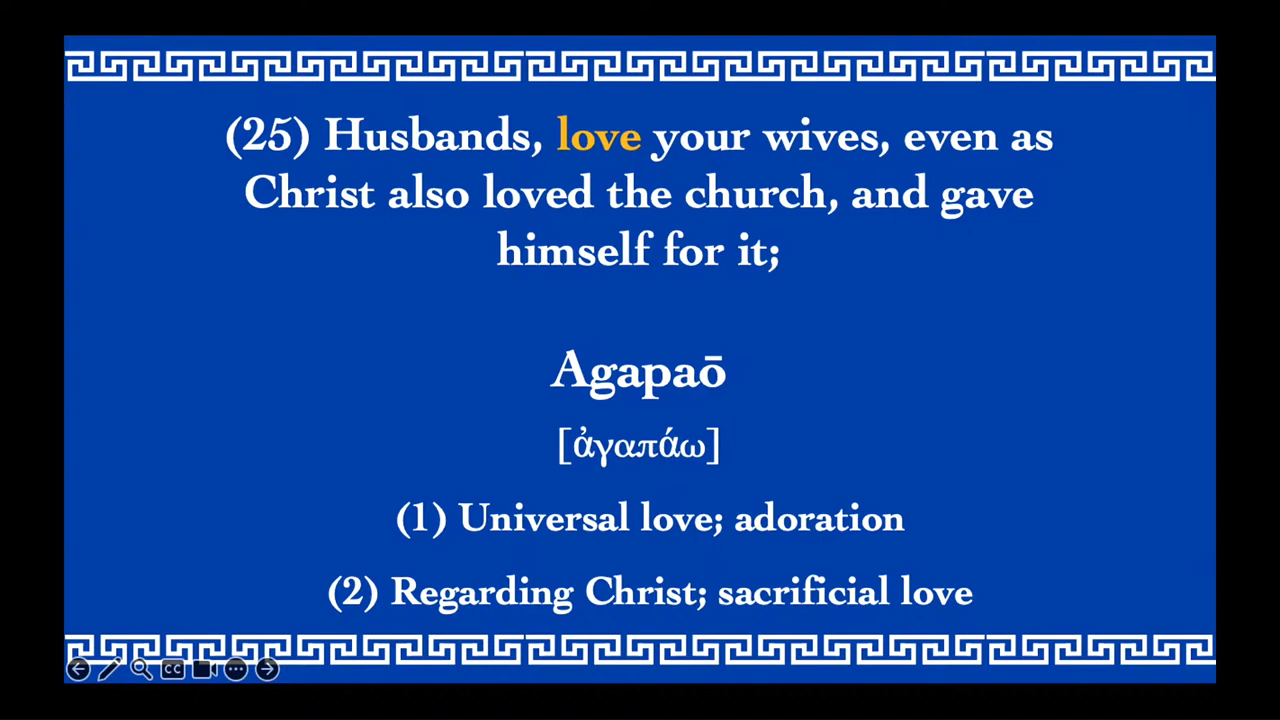 (25) Husbands, love your wives, even as
Christ also loved the church, and gave
himself for it;
Agapaō
[ἀγαπάω]
(1) Universal love; adoration
(2) Regarding Christ; sacrificial love
CC